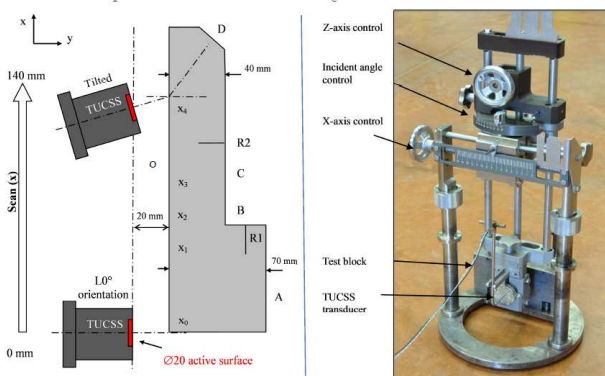 x
y
140 mm
Scan (x)
0 mm
Tilted
TUCSS
D
40 mm
X4
R2
O
C
X3
20 mm
X2
B
X1
R1
70 mm
A
L0°
orientation
TUCSS
X0
Ø20 active surface
Z-axis control
Incident angle
control
X-axis control
Test block
TUCSS
transducer